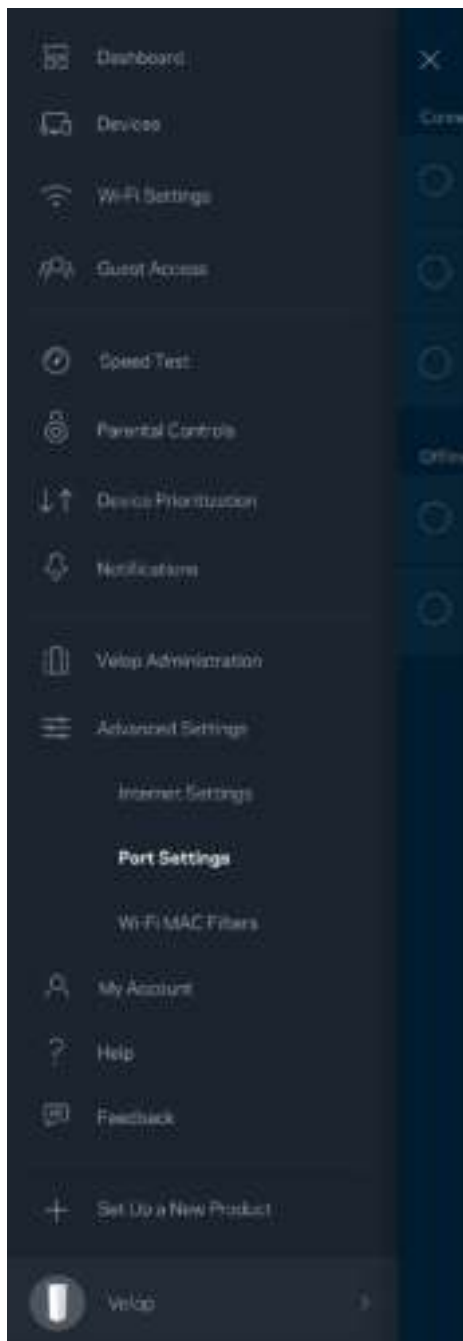 Dashboard
Devices
Wi-Fi Settings
Guest Access
Speed Test
Parental Controls
Device Prioritization
Notifications
Velop Administration
Advanced Settings
Internet Settings
Port Settings
Wi-Fi MAC Filters
My Account
Help
Feedback
Set Up a New Product
Velop